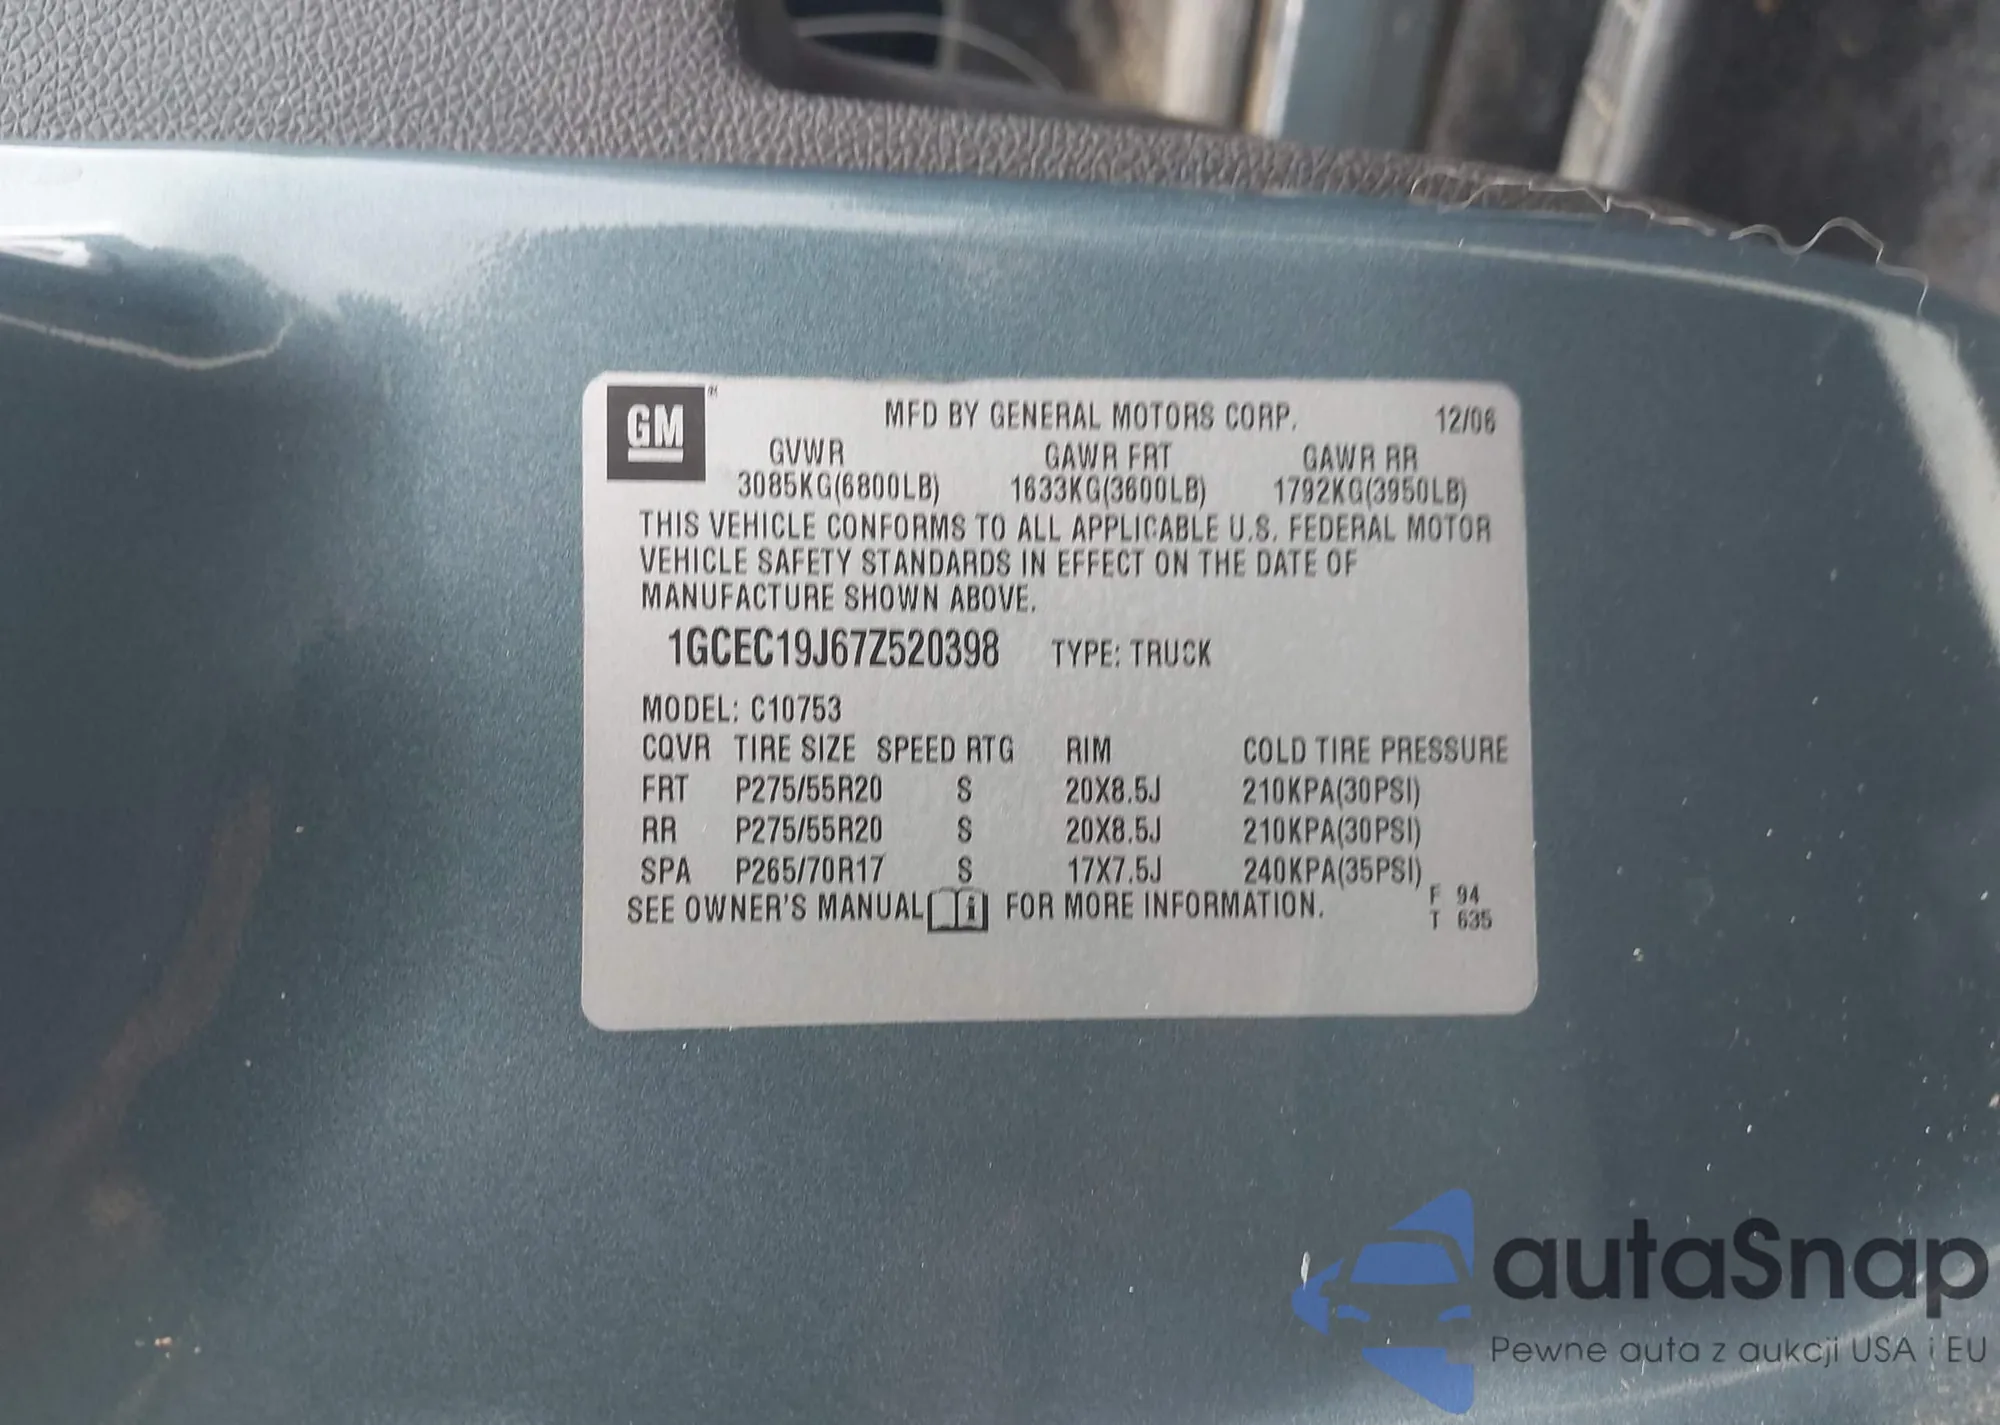 GM
MFD BY GENERAL MOTORS CORP. 12/06
GVWR GAWR FRT GAWR RR
3085KG(6800LB) 1633KG(3600LB) 1792KG(3950LB)
THIS VEHICLE CONFORMS TO ALL APPLICABLE U.S. FEDERAL MOTOR
VEHICLE SAFETY STANDARDS IN EFFECT ON THE DATE OF
MANUFACTURE SHOWN ABOVE.
1GCEC19J67Z520398 TYPE: TRUCK
MODEL: C10753
CQVR TIRE SIZE SPEED RTG RIM COLD TIRE PRESSURE
FRT P275/55R20 S 20X8.5J 210KPA(30PSI)
RR P275/55R20 S 20X8.5J 210KPA(30PSI)
SPA P265/70R17 S 17X7.5J 240KPA(35PSI)
SEE OWNER'S MANUAL i FOR MORE INFORMATION.
F 94
T 635
autaSnap
Pewne auta z aukcji USA i EU